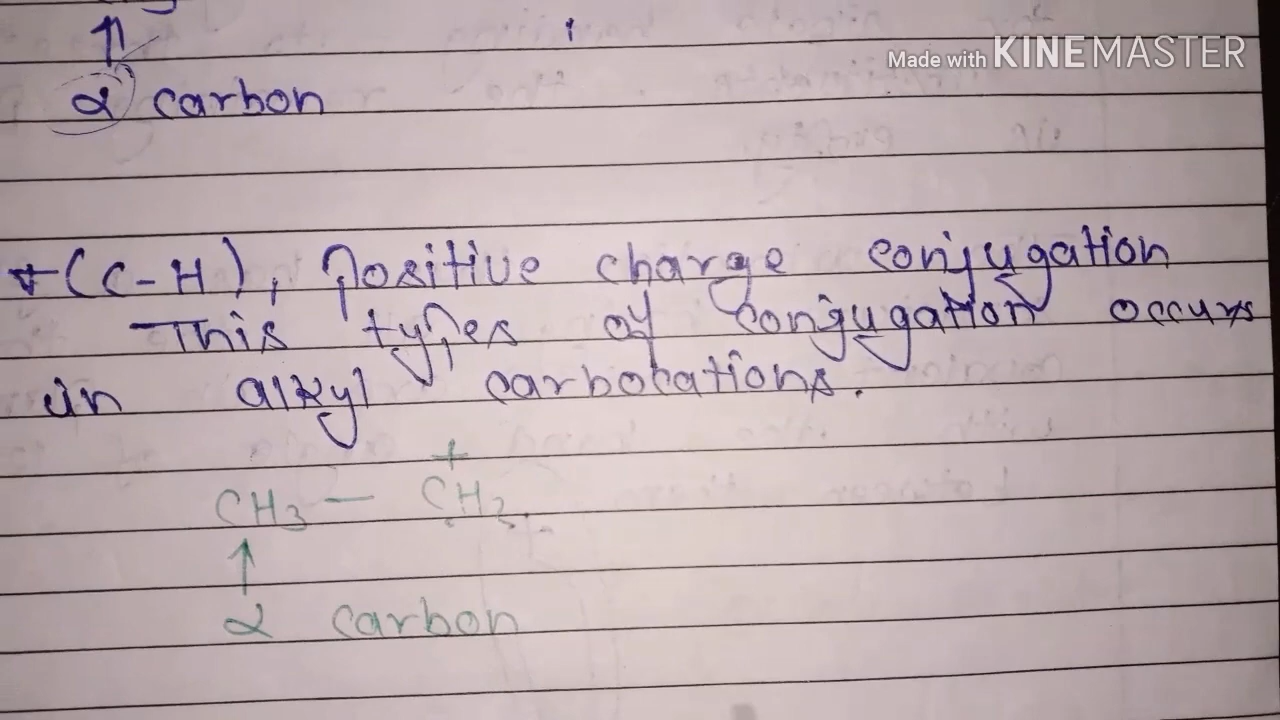 Made with KINEMASTER
↑
α carbon
σ(C-H), Positive charge conjugation
This types of conjugation occurs
in alkyl carbocations.
+
CH3 — CH2
↑
α carbon